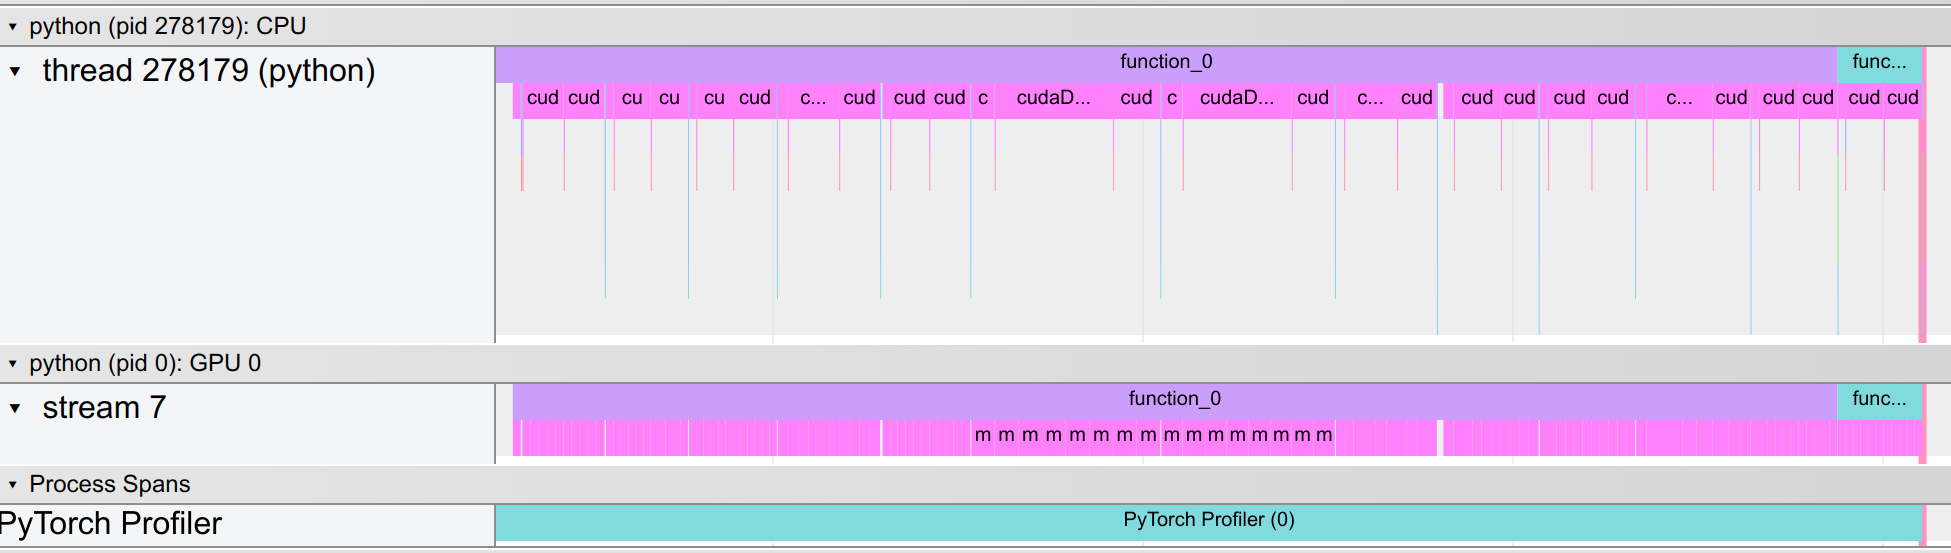 python (pid 278179): CPU
thread 278179 (python)
function_0 func...
cud cud cu cu cu cud c... cud cud cud c cudaD... cud c cudaD... cud c... cud cud cud cud cud c... cud cud cud cud cud
python (pid 0): GPU 0
stream 7
function_0 func...
m m m m m m m m m m m m m m m m
Process Spans
PyTorch Profiler
PyTorch Profiler (0)